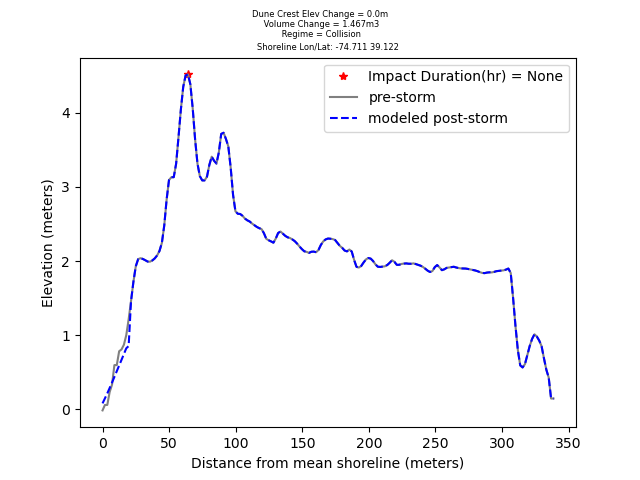 Dune Crest Elev Change = 0.0m
Volume Change = 1.467m3
Regime = Collision
Shoreline Lon/Lat: -74.711 39.122
Impact Duration(hr) = None
pre-storm
modeled post-storm
Elevation (meters)
4
3
2
1
0
0 50 100 150 200 250 300 350
Distance from mean shoreline (meters)